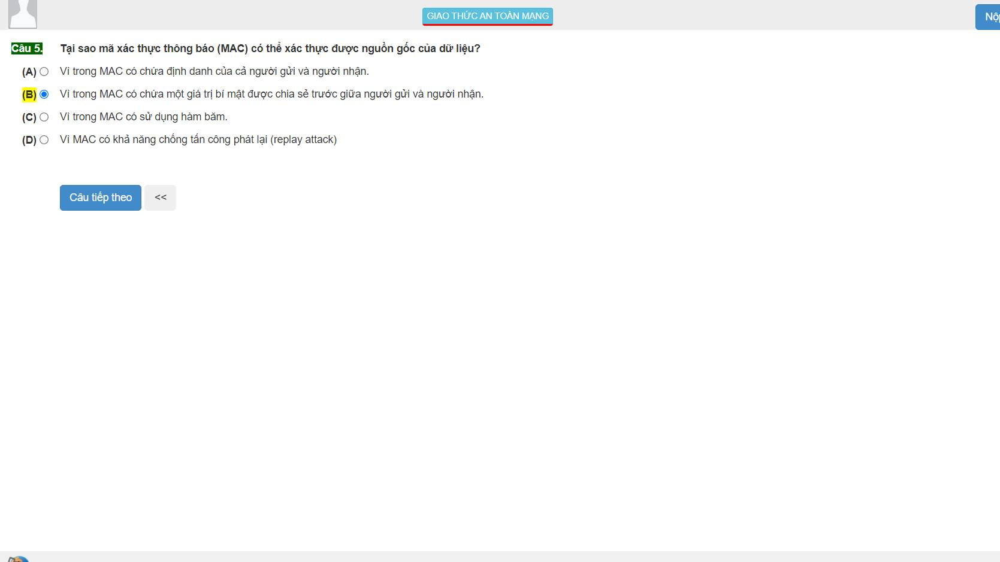 GIAO THỨC AN TOÀN MẠNG
Câu 5. Tại sao mã xác thực thông báo (MAC) có thể xác thực được nguồn gốc của dữ liệu?
(A) Vì trong MAC có chứa định danh của cả người gửi và người nhận.
(B) Vì trong MAC có chứa một giá trị bí mật được chia sẻ trước giữa người gửi và người nhận.
(C) Vì trong MAC có sử dụng hàm băm.
(D) Vì MAC có khả năng chống tấn công phát lại (replay attack)
Câu tiếp theo <<